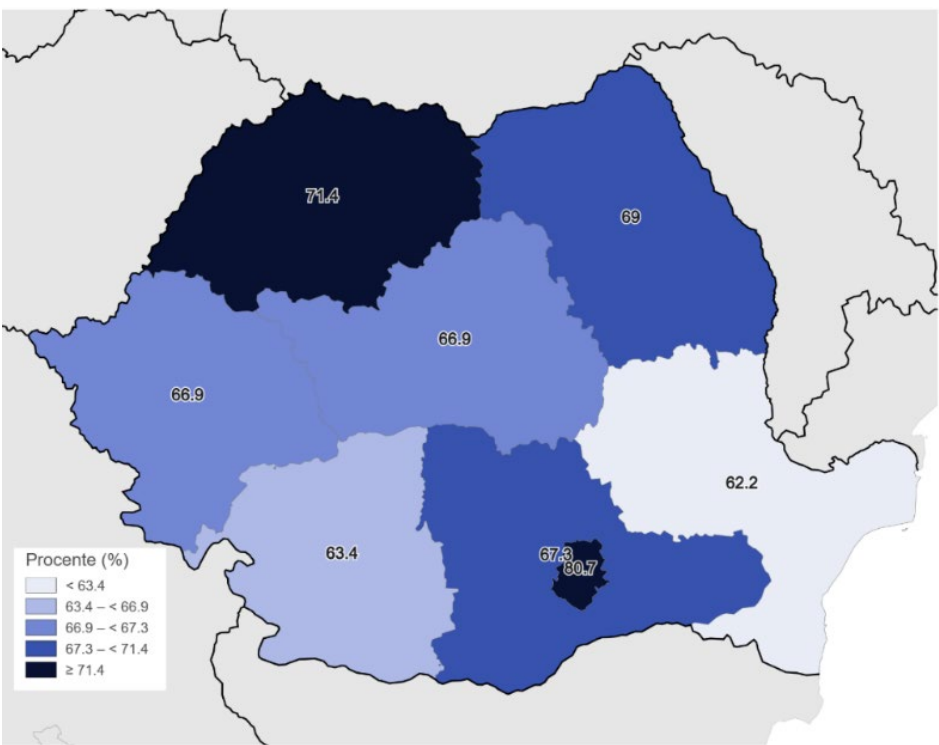 71.4
69
66.9
66.9
62.2
63.4
67.3
80.7
Procente (%)
< 63.4
63.4 – < 66.9
66.9 – < 67.3
67.3 – < 71.4
≥ 71.4